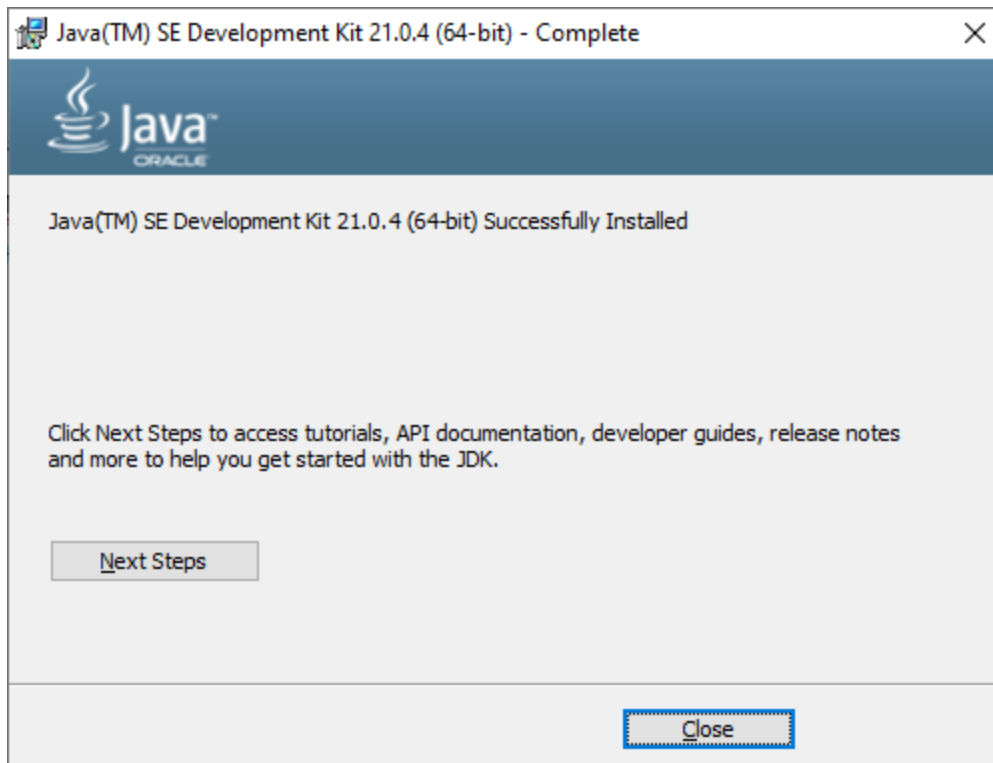 Java(TM) SE Development Kit 21.0.4 (64-bit) - Complete
Java™
ORACLE
Java(TM) SE Development Kit 21.0.4 (64-bit) Successfully Installed
Click Next Steps to access tutorials, API documentation, developer guides, release notes
and more to help you get started with the JDK.
Next Steps
Close